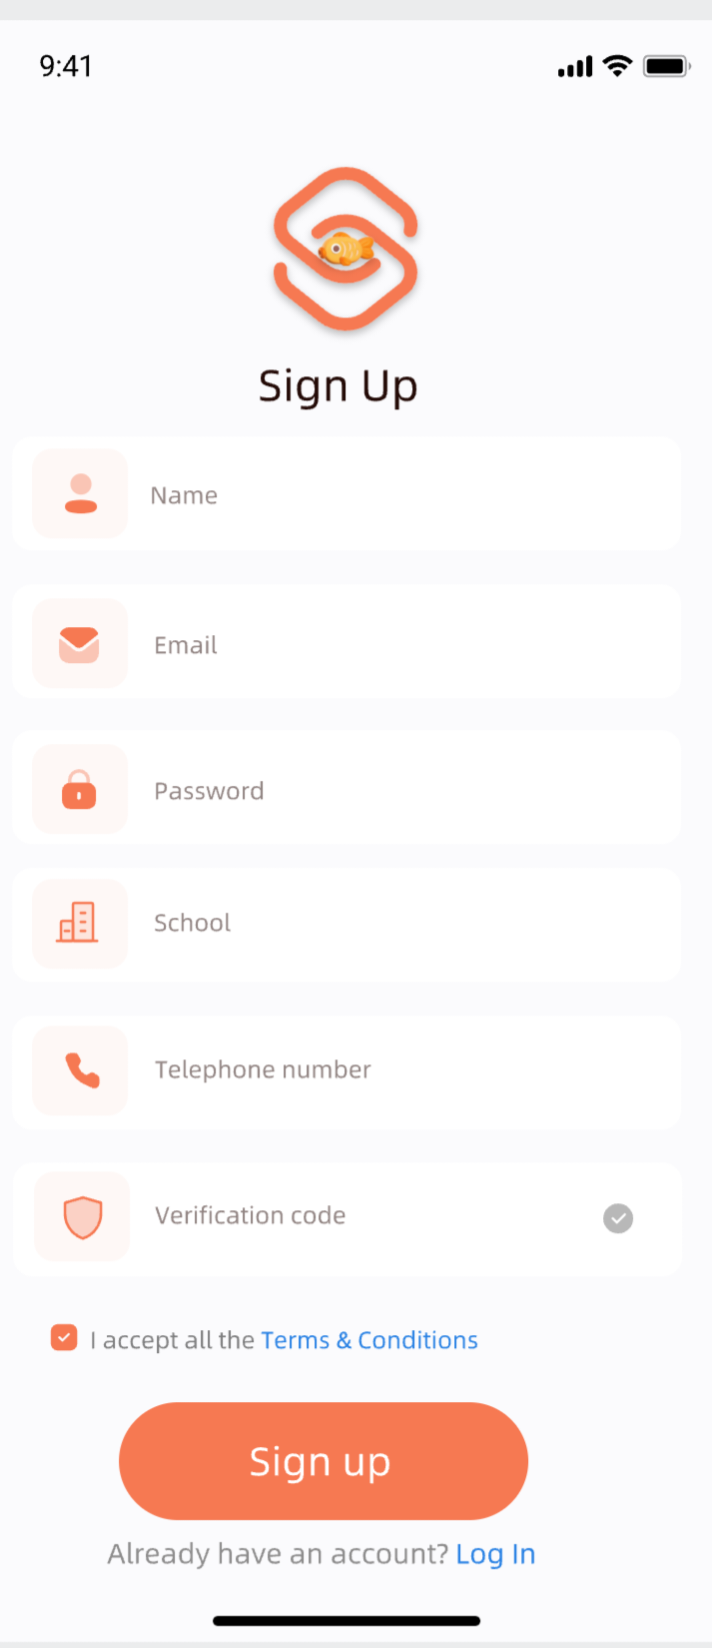 9:41
Sign Up
Name
Email
Password
School
Telephone number
Verification code
I accept all the Terms & Conditions
Sign up
Already have an account? Log In